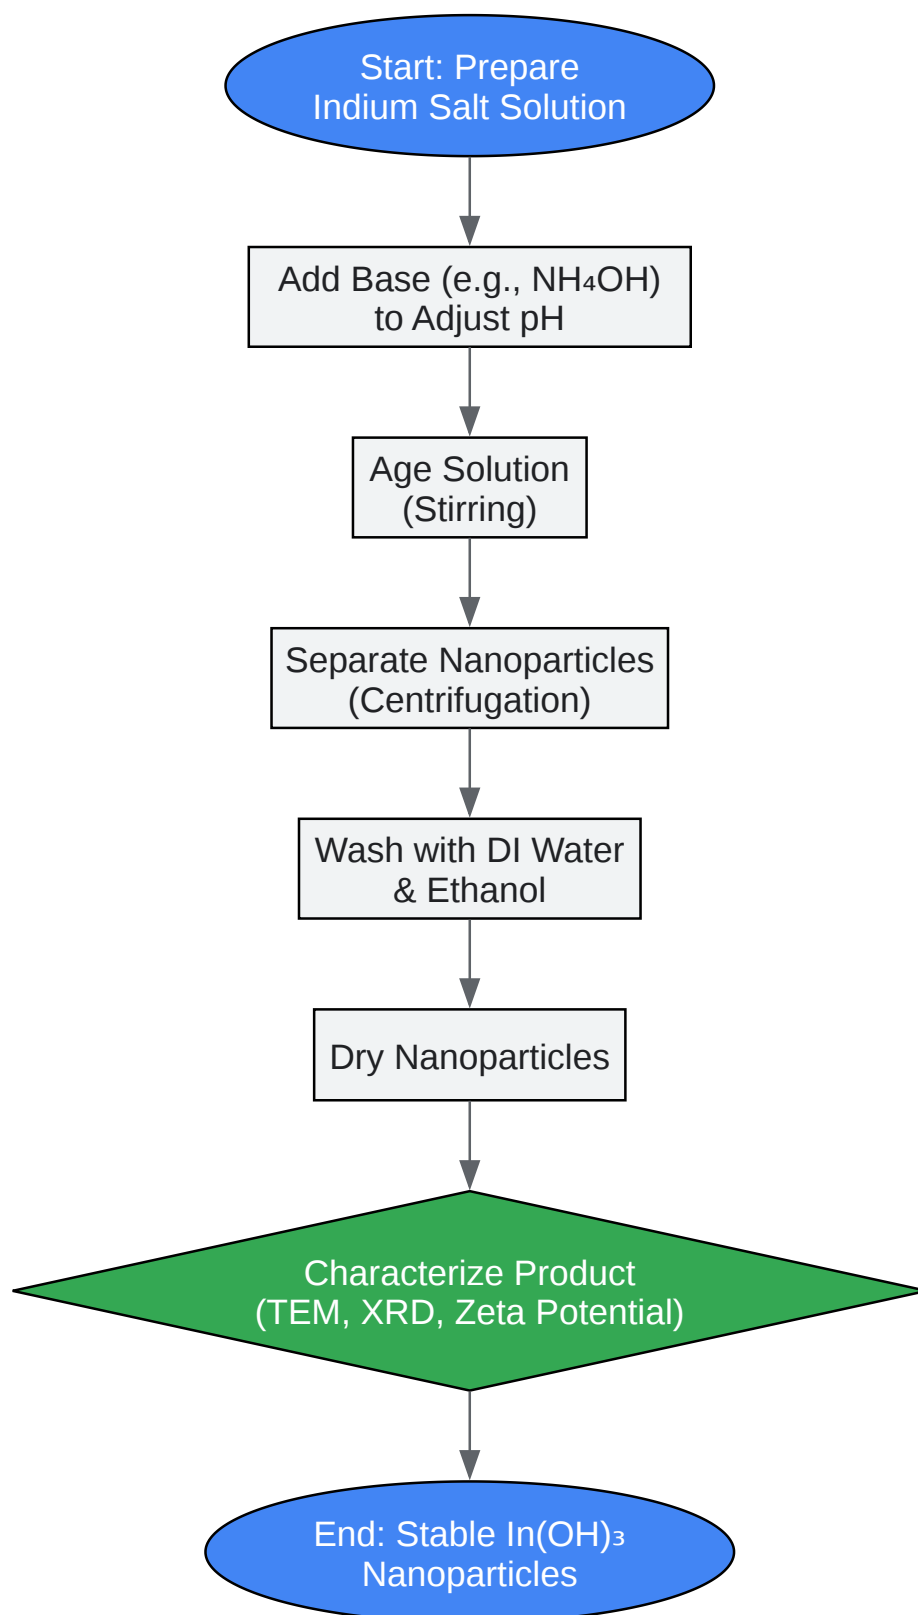 Start: Prepare
Indium Salt Solution
Add Base (e.g., NH₄OH)
to Adjust pH
Age Solution
(Stirring)
Separate Nanoparticles
(Centrifugation)
Wash with DI Water
& Ethanol
Dry Nanoparticles
Characterize Product
(TEM, XRD, Zeta Potential)
End: Stable In(OH)₃
Nanoparticles